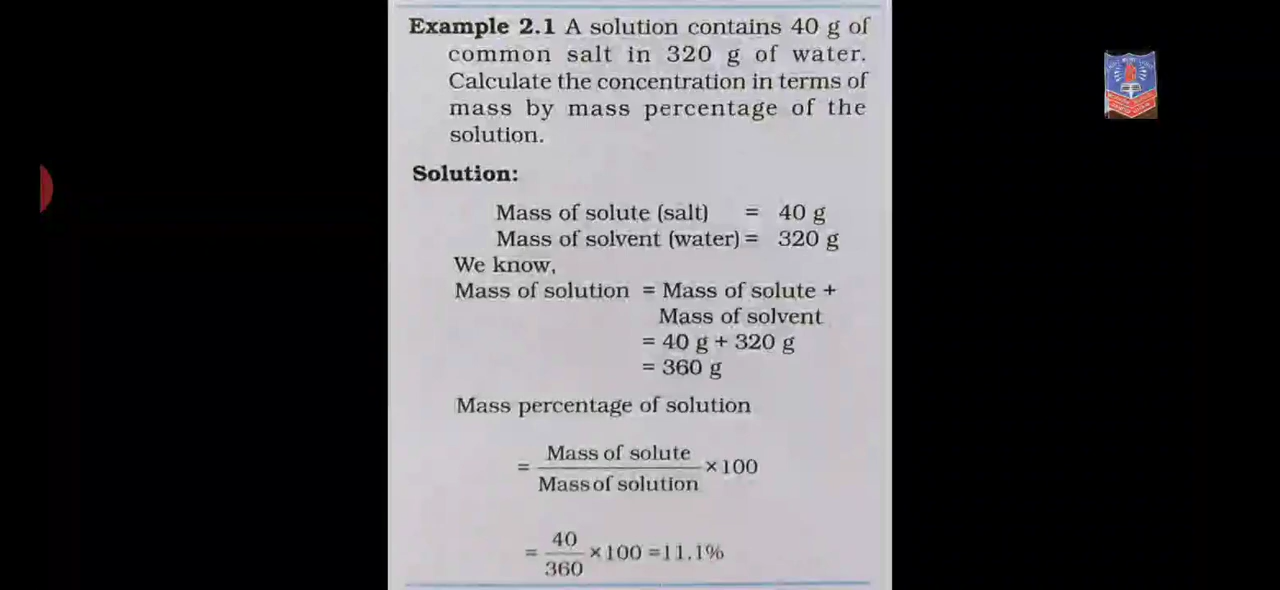 Example 2.1 A solution contains 40 g of
common salt in 320 g of water.
Calculate the concentration in terms of
mass by mass percentage of the
solution.
Solution:
Mass of solute (salt) = 40 g
Mass of solvent (water) = 320 g
We know,
Mass of solution = Mass of solute +
Mass of solvent
= 40 g + 320 g
= 360 g
Mass percentage of solution
= Mass of solute / Mass of solution × 100
= 40 / 360 × 100 = 11.1%